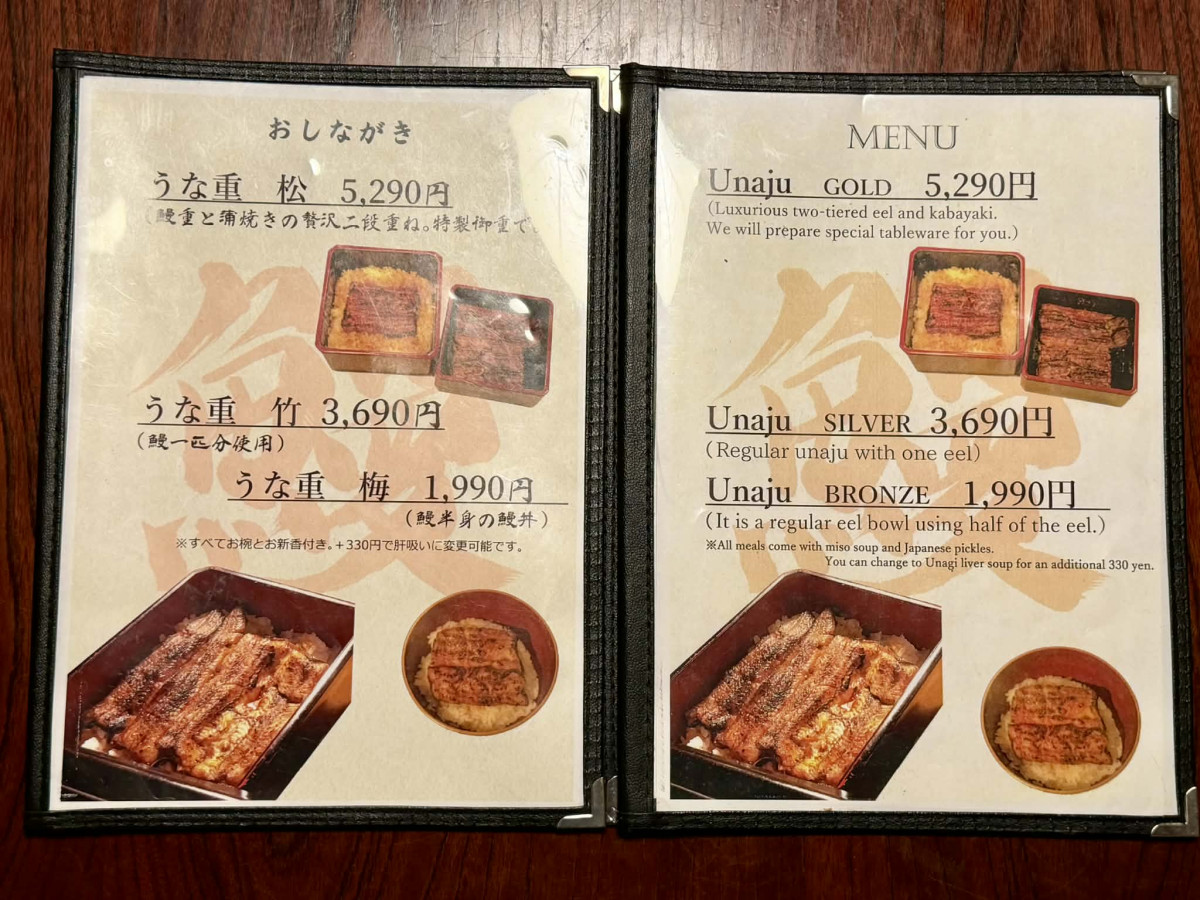 おしながき
うな重 松 5,290円
(鰻重と蒲焼きの贅沢二段重ね。特製御重で
うな重 竹 3,690円
(鰻一匹分使用)
うな重 梅 1,990円
(鰻半身の鰻丼)
※すべてお椀とお新香付き。+330円で肝吸いに変更可能です。
MENU
Unaju GOLD 5,290円
(Luxurious two-tiered eel and kabayaki.
We will prepare special tableware for you.)
Unaju SILVER 3,690円
(Regular unaju with one eel)
Unaju BRONZE 1,990円
(It is a regular eel bowl using half of the eel.)
※All meals come with miso soup and Japanese pickles.
You can change to Unagi liver soup for an additional 330 yen.